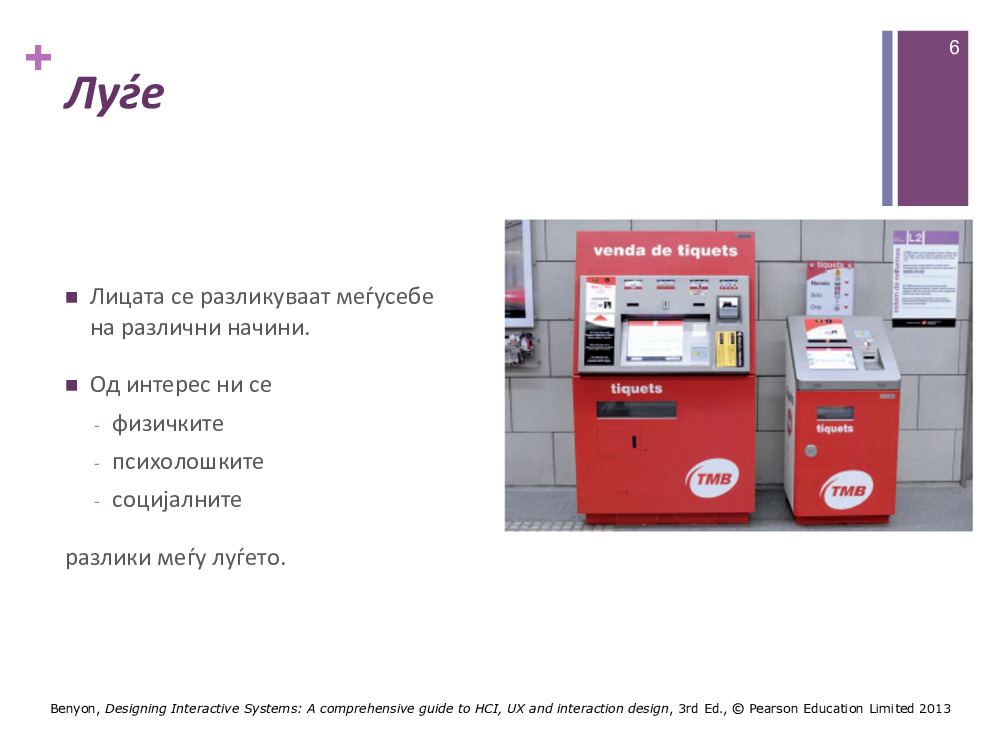 6
+
Луѓе
Лицата се разликуваат меѓусебе
на различни начини.
Од интерес ни се
- физичките
- психолошките
- социјалните
разлики меѓу луѓето.
venda de tiquets
tiquets
TMB
tiquets
L2
tiquets
TMB
Benyon, Designing Interactive Systems: A comprehensive guide to HCI, UX and interaction design, 3rd Ed., © Pearson Education Limited 2013